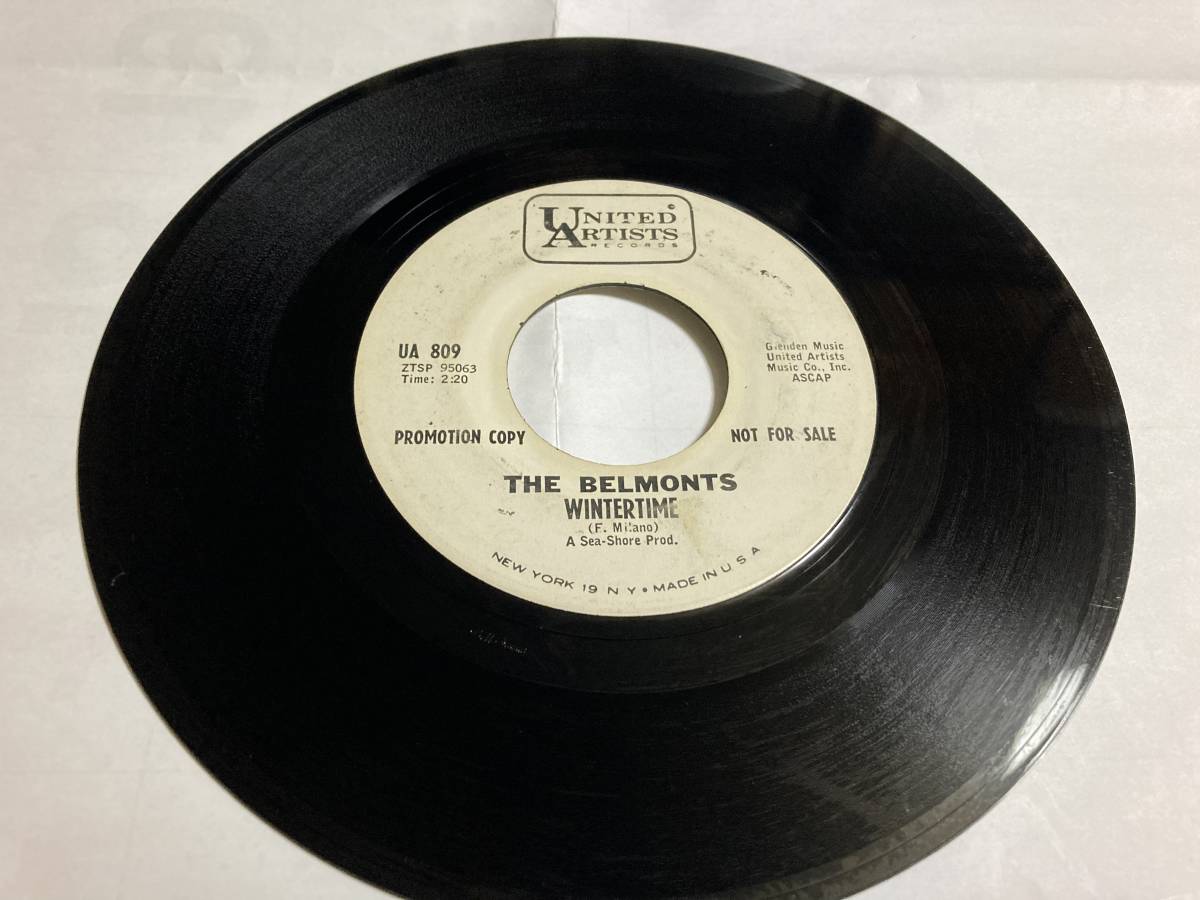 UNITED
ARTISTS
RECORDS
UA 809
ZTSP 95063
Time: 2:20
Glenden Music
United Artists
Music Co., Inc.
ASCAP
PROMOTION COPY
NOT FOR SALE
THE BELMONTS
WINTERTIME
(F. Milano)
A Sea-Shore Prod.
NEW YORK 19 N Y • MADE IN U S A